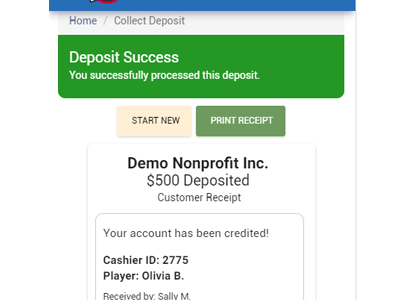 Home / Collect Deposit
Deposit Success
You successfully processed this deposit.
START NEW PRINT RECEIPT
Demo Nonprofit Inc.
$500 Deposited
Customer Receipt
Your account has been credited!
Cashier ID: 2775
Player: Olivia B.
Received by: Sally M.